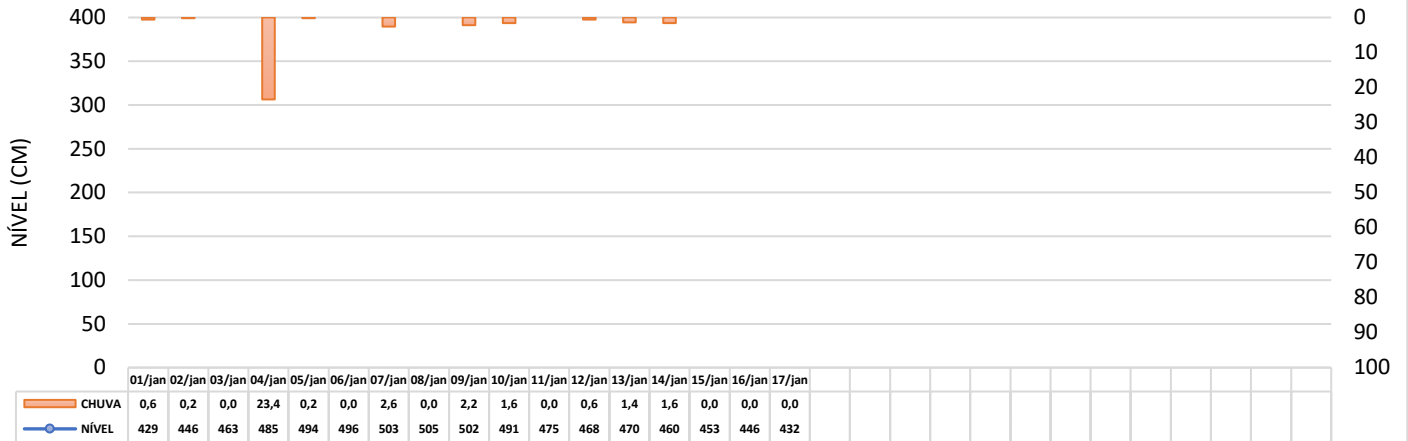 400 0
350 10
300 20
250 30
200 40
150 50
100 60
50 70
0 80
90
100
NÍVEL (CM)
01/jan 02/jan 03/jan 04/jan 05/jan 06/jan 07/jan 08/jan 09/jan 10/jan 11/jan 12/jan 13/jan 14/jan 15/jan 16/jan 17/jan
CHUVA 0,6 0,2 0,0 23,4 0,2 0,0 2,6 0,0 2,2 1,6 0,0 0,6 1,4 1,6 0,0 0,0 0,0
NÍVEL 429 446 463 485 494 496 503 505 502 491 475 468 470 460 453 446 432